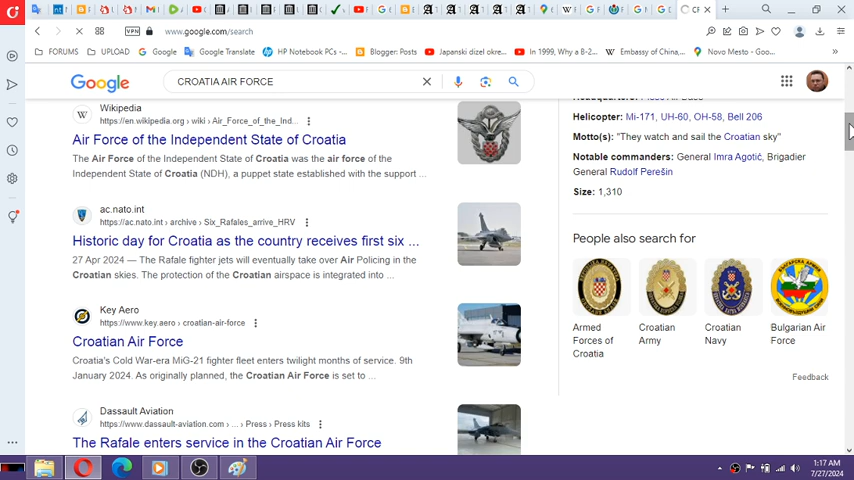 VPN
www.google.com/search
FORUMS
UPLOAD
Google
Google Translate
HP Notebook PCs - ...
Blogger: Posts
Japanski dizel okre...
In 1999, Why a B-2...
Embassy of China,...
Novo Mesto - Goo...
Google
CROATIA AIR FORCE
Wikipedia
https://en.wikipedia.org › wiki › Air_Force_of_the_Ind...
Air Force of the Independent State of Croatia
The Air Force of the Independent State of Croatia was the air force of the
Independent State of Croatia (NDH), a puppet state established with the support ...
ac.nato.int
https://ac.nato.int › archive › Six_Rafales_arrive_HRV
Historic day for Croatia as the country receives first six ...
27 Apr 2024 — The Rafale fighter jets will eventually take over Air Policing in the
Croatian skies. The protection of the Croatian airspace is integrated into ...
Key Aero
https://www.key.aero › croatian-air-force
Croatian Air Force
Croatia's Cold War-era MiG-21 fighter fleet enters twilight months of service. 9th
January 2024. As originally planned, the Croatian Air Force is set to ...
Dassault Aviation
https://www.dassault-aviation.com › ... › Press › Press kits
The Rafale enters service in the Croatian Air Force
Helicopter: Mi-171, UH-60, OH-58, Bell 206
Motto(s): "They watch and sail the Croatian sky"
Notable commanders: General Imra Agotić, Brigadier
General Rudolf Perešin
Size: 1,310
People also search for
Armed
Forces of
Croatia
Croatian
Army
Croatian
Navy
Bulgarian Air
Force
Feedback
1:17 AM
7/27/2024